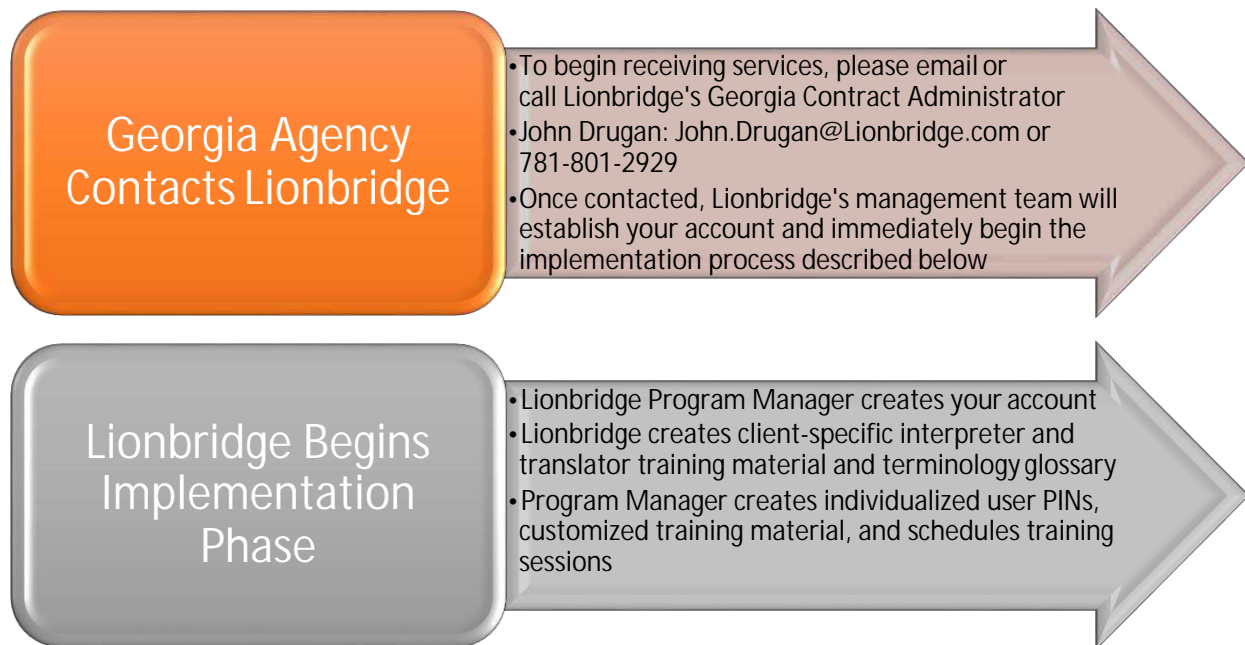 Georgia Agency
Contacts Lionbridge
•To begin receiving services, please email or
call Lionbridge's Georgia Contract Administrator
•John Drugan: John.Drugan@Lionbridge.com or
781-801-2929
•Once contacted, Lionbridge's management team will
establish your account and immediately begin the
implementation process described below
Lionbridge Begins
Implementation
Phase
•Lionbridge Program Manager creates your account
•Lionbridge creates client-specific interpreter and
translator training material and terminology glossary
•Program Manager creates individualized user PINs,
customized training material, and schedules training
sessions